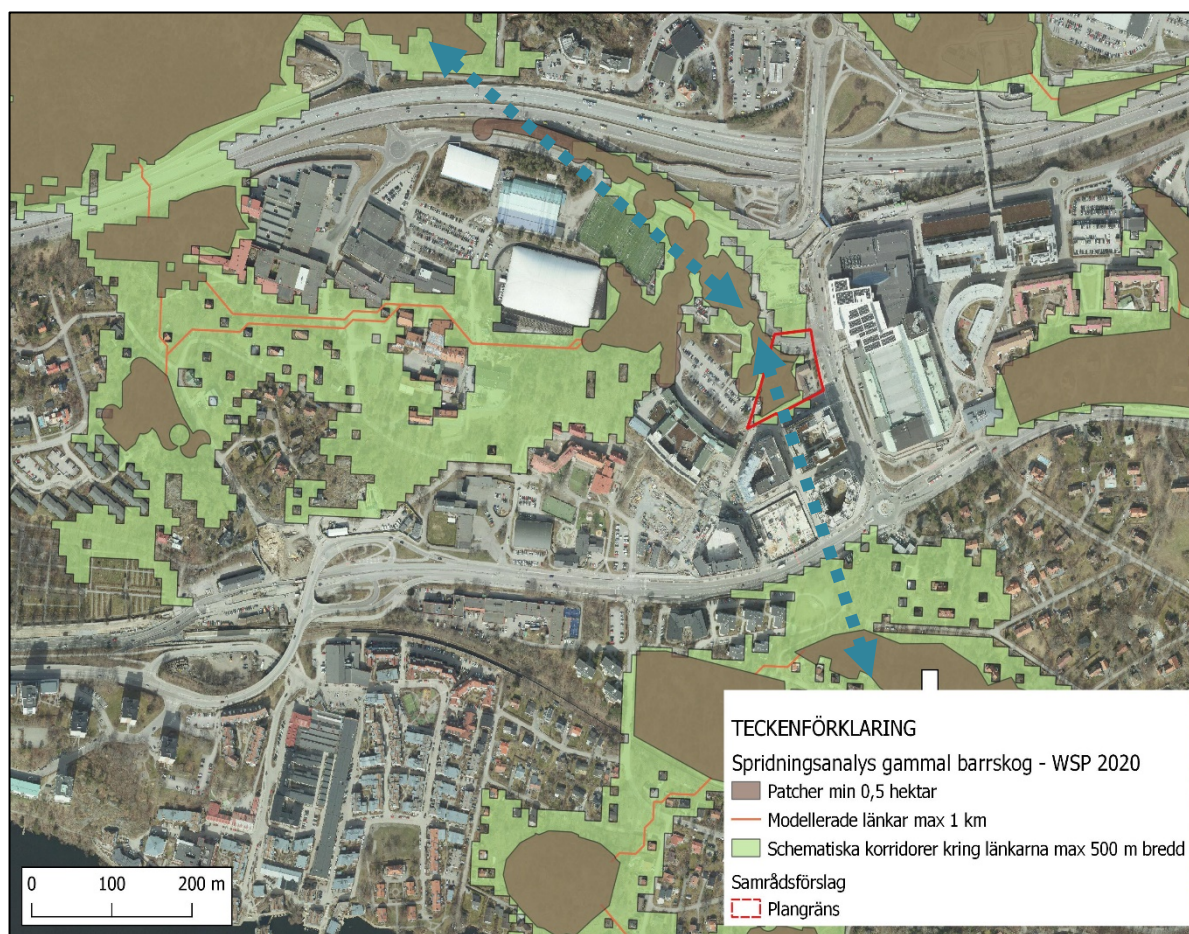 TECKENFÖRKLARING
Spridningsanalys gammal barrskog - WSP 2020
Patcher min 0,5 hektar
Modellerade länkar max 1 km
Schematiska korridorer kring länkarna max 500 m bredd
Samrådsförslag
Plangräns
0 100 200 m